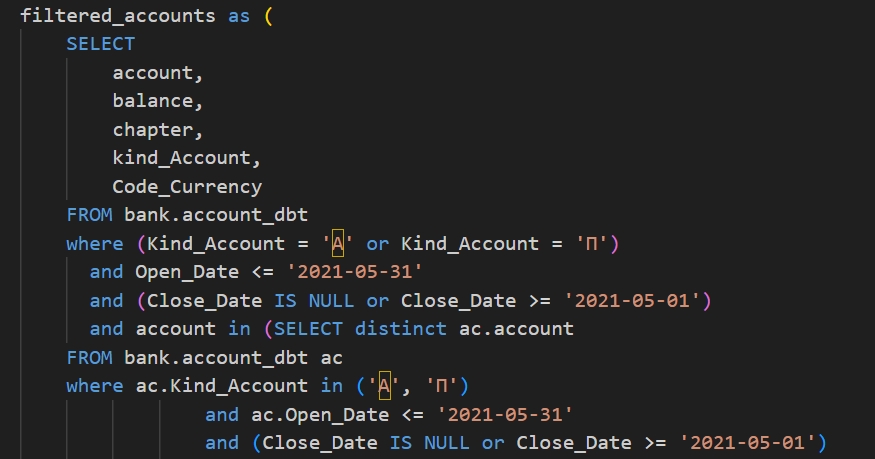 filtered_accounts as (
SELECT
account,
balance,
chapter,
kind_Account,
Code_Currency
FROM bank.account_dbt
where (Kind_Account = 'А' or Kind_Account = 'П')
and Open_Date <= '2021-05-31'
and (Close_Date IS NULL or Close_Date >= '2021-05-01')
and account in (SELECT distinct ac.account
FROM bank.account_dbt ac
where ac.Kind_Account in ('А', 'П')
and ac.Open_Date <= '2021-05-31'
and (Close_Date IS NULL or Close_Date >= '2021-05-01')